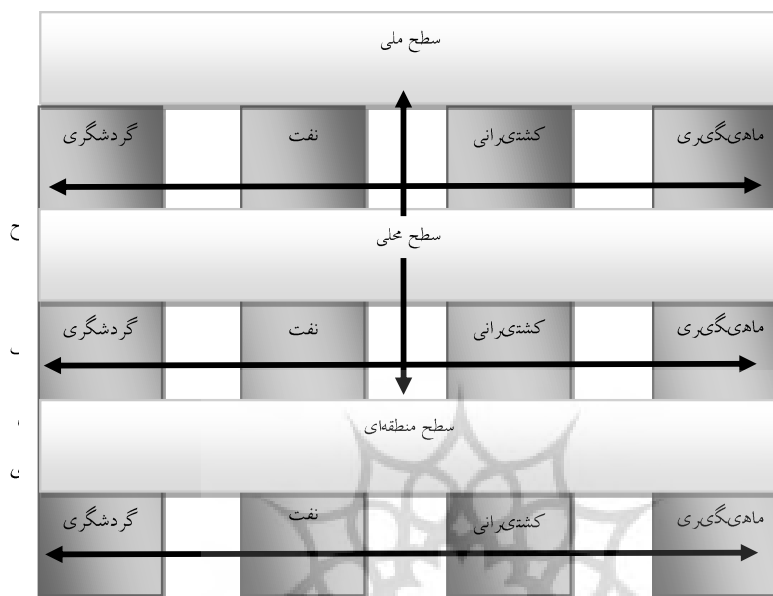 سطح ملی
ماهی‌گیری کشتی‌رانی نفت گردشگری
سطح محلی
ماهی‌گیری کشتی‌رانی نفت گردشگری
سطح منطقه‌ای
ماهی‌گیری کشتی‌رانی نفت گردشگری